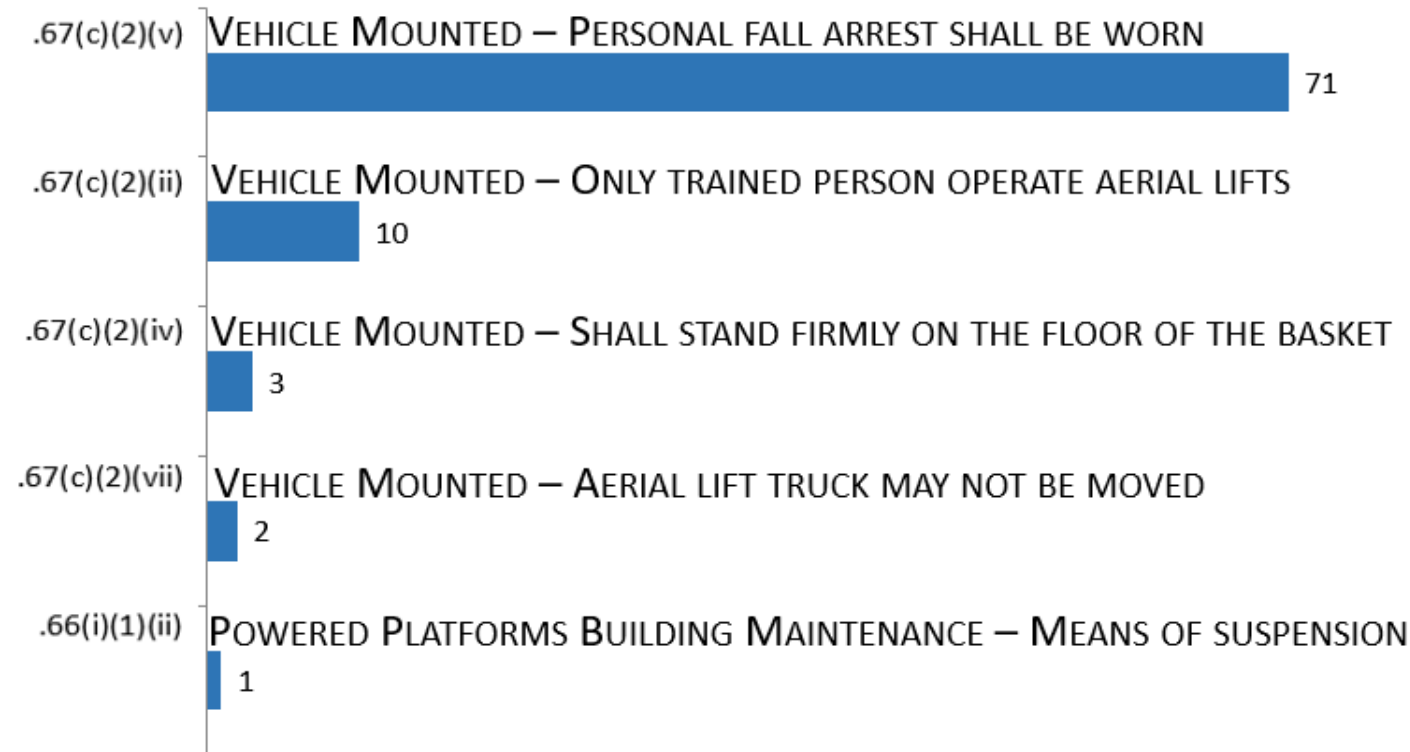 .67(c)(2)(v) Vehicle Mounted – Personal fall arrest shall be worn
71
.67(c)(2)(ii) Vehicle Mounted – Only trained person operate aerial lifts
10
.67(c)(2)(iv) Vehicle Mounted – Shall stand firmly on the floor of the basket
3
.67(c)(2)(vii) Vehicle Mounted – Aerial lift truck may not be moved
2
.66(i)(1)(ii) Powered Platforms Building Maintenance – Means of suspension
1